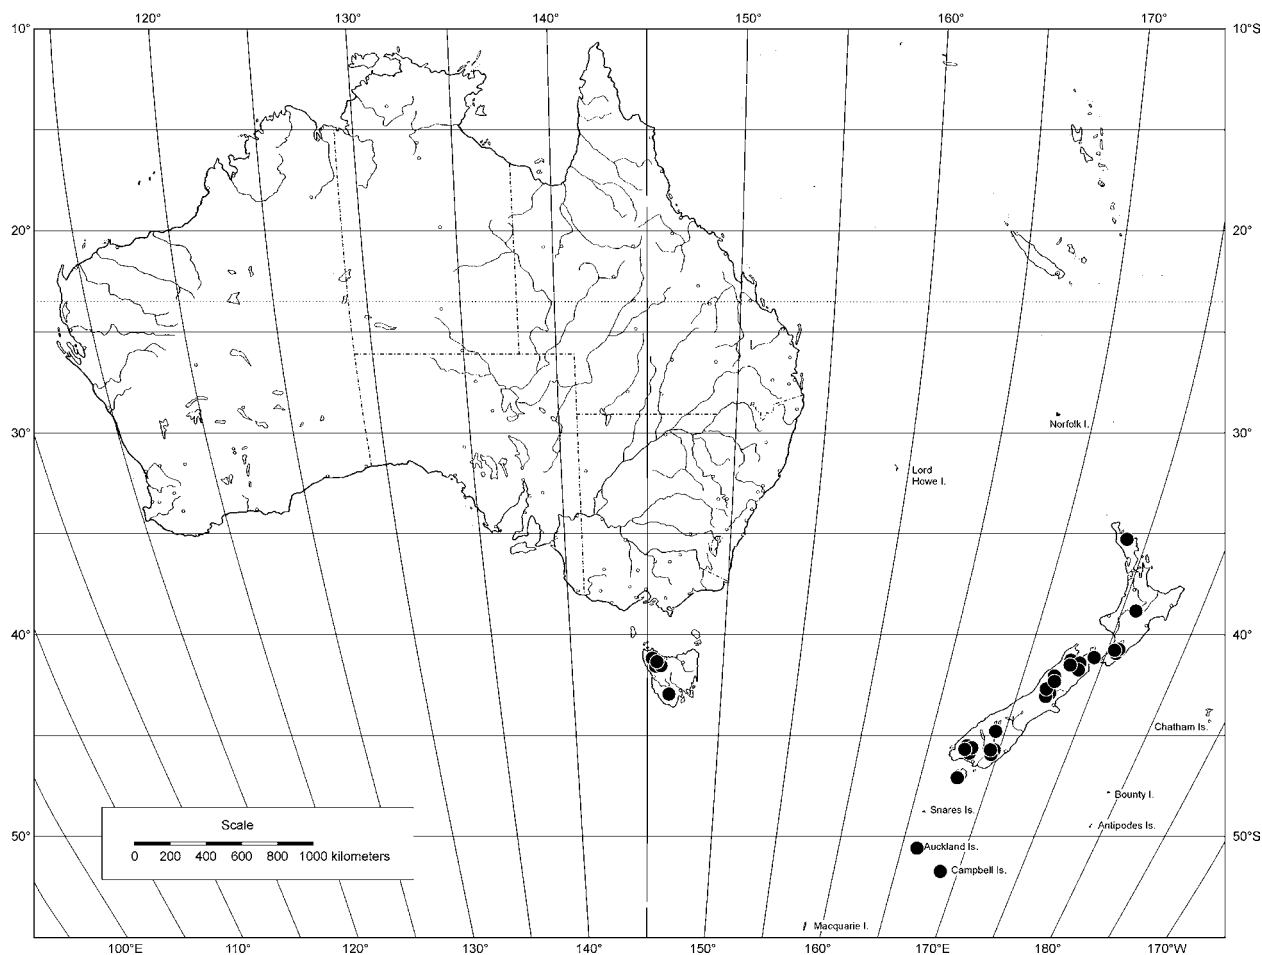 120° 130° 140° 150° 160° 170°
10° 10°S
20° 20°
Norfolk I.
30° 30°
Lord
Howe I.
40° 40°
Chatham Is.
Bounty I.
Snares Is.
Antipodes Is.
Scale
50° 50°S
Auckland Is.
0 200 400 600 800 1000 kilometers
Campbell Is.
Macquarie I.
100°E 110° 120° 130° 140° 150° 160° 170°E 180° 170°W